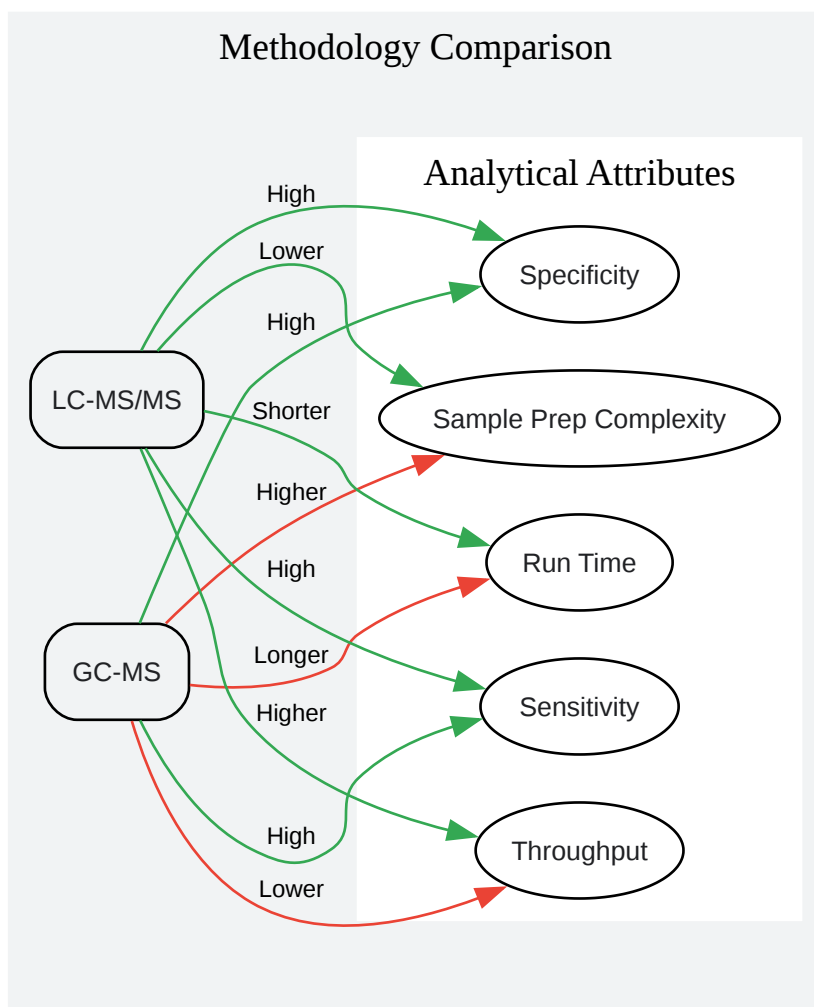 Methodology Comparison
Analytical Attributes
High
Lower
Specificity
High
LC-MS/MS
Shorter
Sample Prep Complexity
Higher
High
Run Time
GC-MS
Longer
Higher
Sensitivity
High
Throughput
Lower